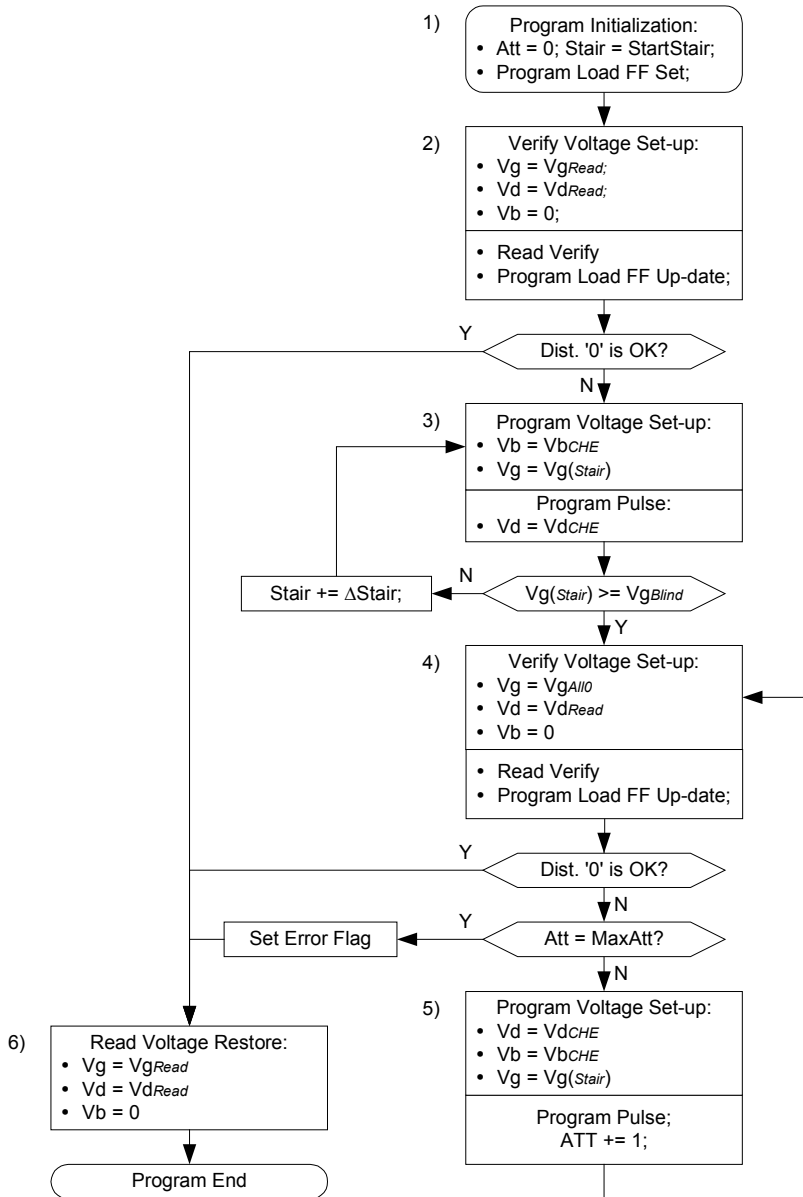 1)
Program Initialization:
• Att = 0; Stair = StartStair;
• Program Load FF Set;
2)
Verify Voltage Set-up:
• Vg = VgRead;
• Vd = VdRead;
• Vb = 0;
• Read Verify
• Program Load FF Up-date;
Y
Dist. '0' is OK?
N
3)
Program Voltage Set-up:
• Vb = VbCHE
• Vg = Vg(Stair)
Program Pulse:
• Vd = VdCHE
Stair += ΔStair;
N
Vg(Stair) >= VgBlind
Y
4)
Verify Voltage Set-up:
• Vg = VgAll0
• Vd = VdRead
• Vb = 0
• Read Verify
• Program Load FF Up-date;
Y
Dist. '0' is OK?
N
Set Error Flag
Y
Att = MaxAtt?
N
5)
Program Voltage Set-up:
• Vd = VdCHE
• Vb = VbCHE
• Vg = Vg(Stair)
Program Pulse;
ATT += 1;
6)
Read Voltage Restore:
• Vg = VgRead
• Vd = VdRead
• Vb = 0
Program End